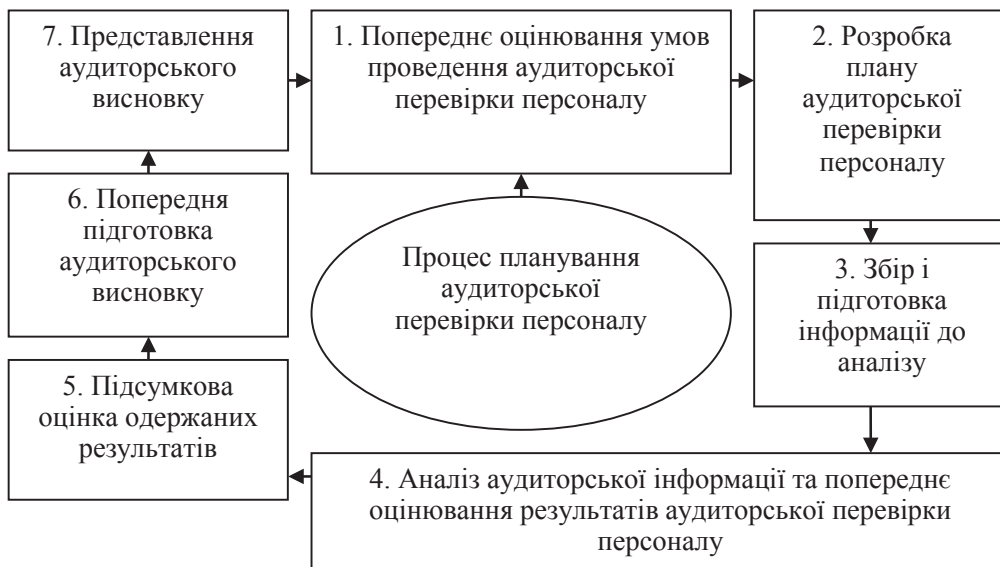 7. Представлення
аудиторського
висновку
1. Попереднє оцінювання умов
проведення аудиторської
перевірки персоналу
2. Розробка
плану
аудиторської
перевірки
персоналу
6. Попередня
підготовка
аудиторського
висновку
Процес планування
аудиторської
перевірки персоналу
3. Збір і
підготовка
інформації до
аналізу
5. Підсумкова
оцінка одержаних
результатів
4. Аналіз аудиторської інформації та попереднє
оцінювання результатів аудиторської перевірки
персоналу